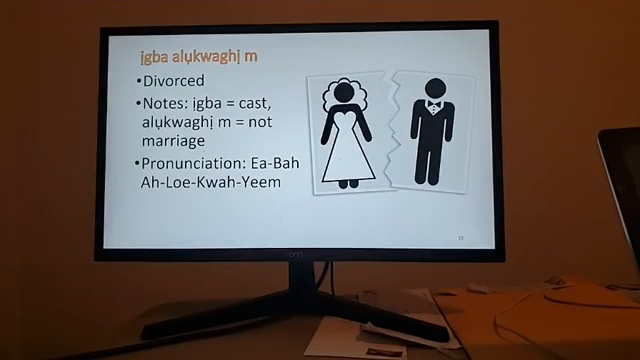 ịgba alụkwaghị m
•Divorced
•Notes: ịgba = cast,
alụkwaghị m = not
marriage
•Pronunciation: Ea-Bah
Ah-Loe-Kwah-Yeem